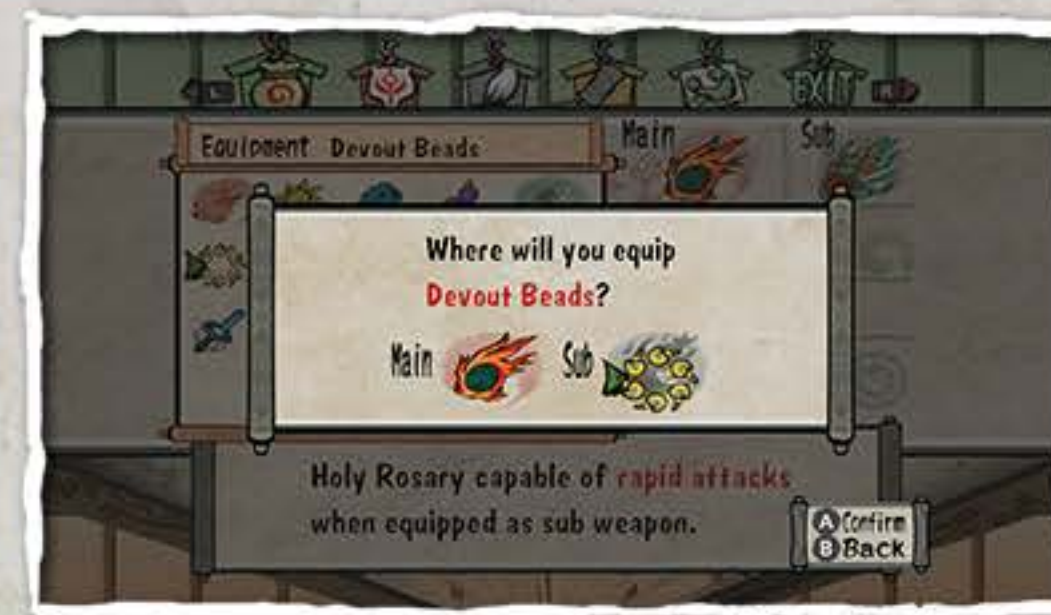 L
EXIT
R
Equipment Devout Beads
Main
Sub
Where will you equip
Devout Beads?
Main
Sub
Holy Rosary capable of rapid attacks
when equipped as sub weapon.
A Confirm
B Back